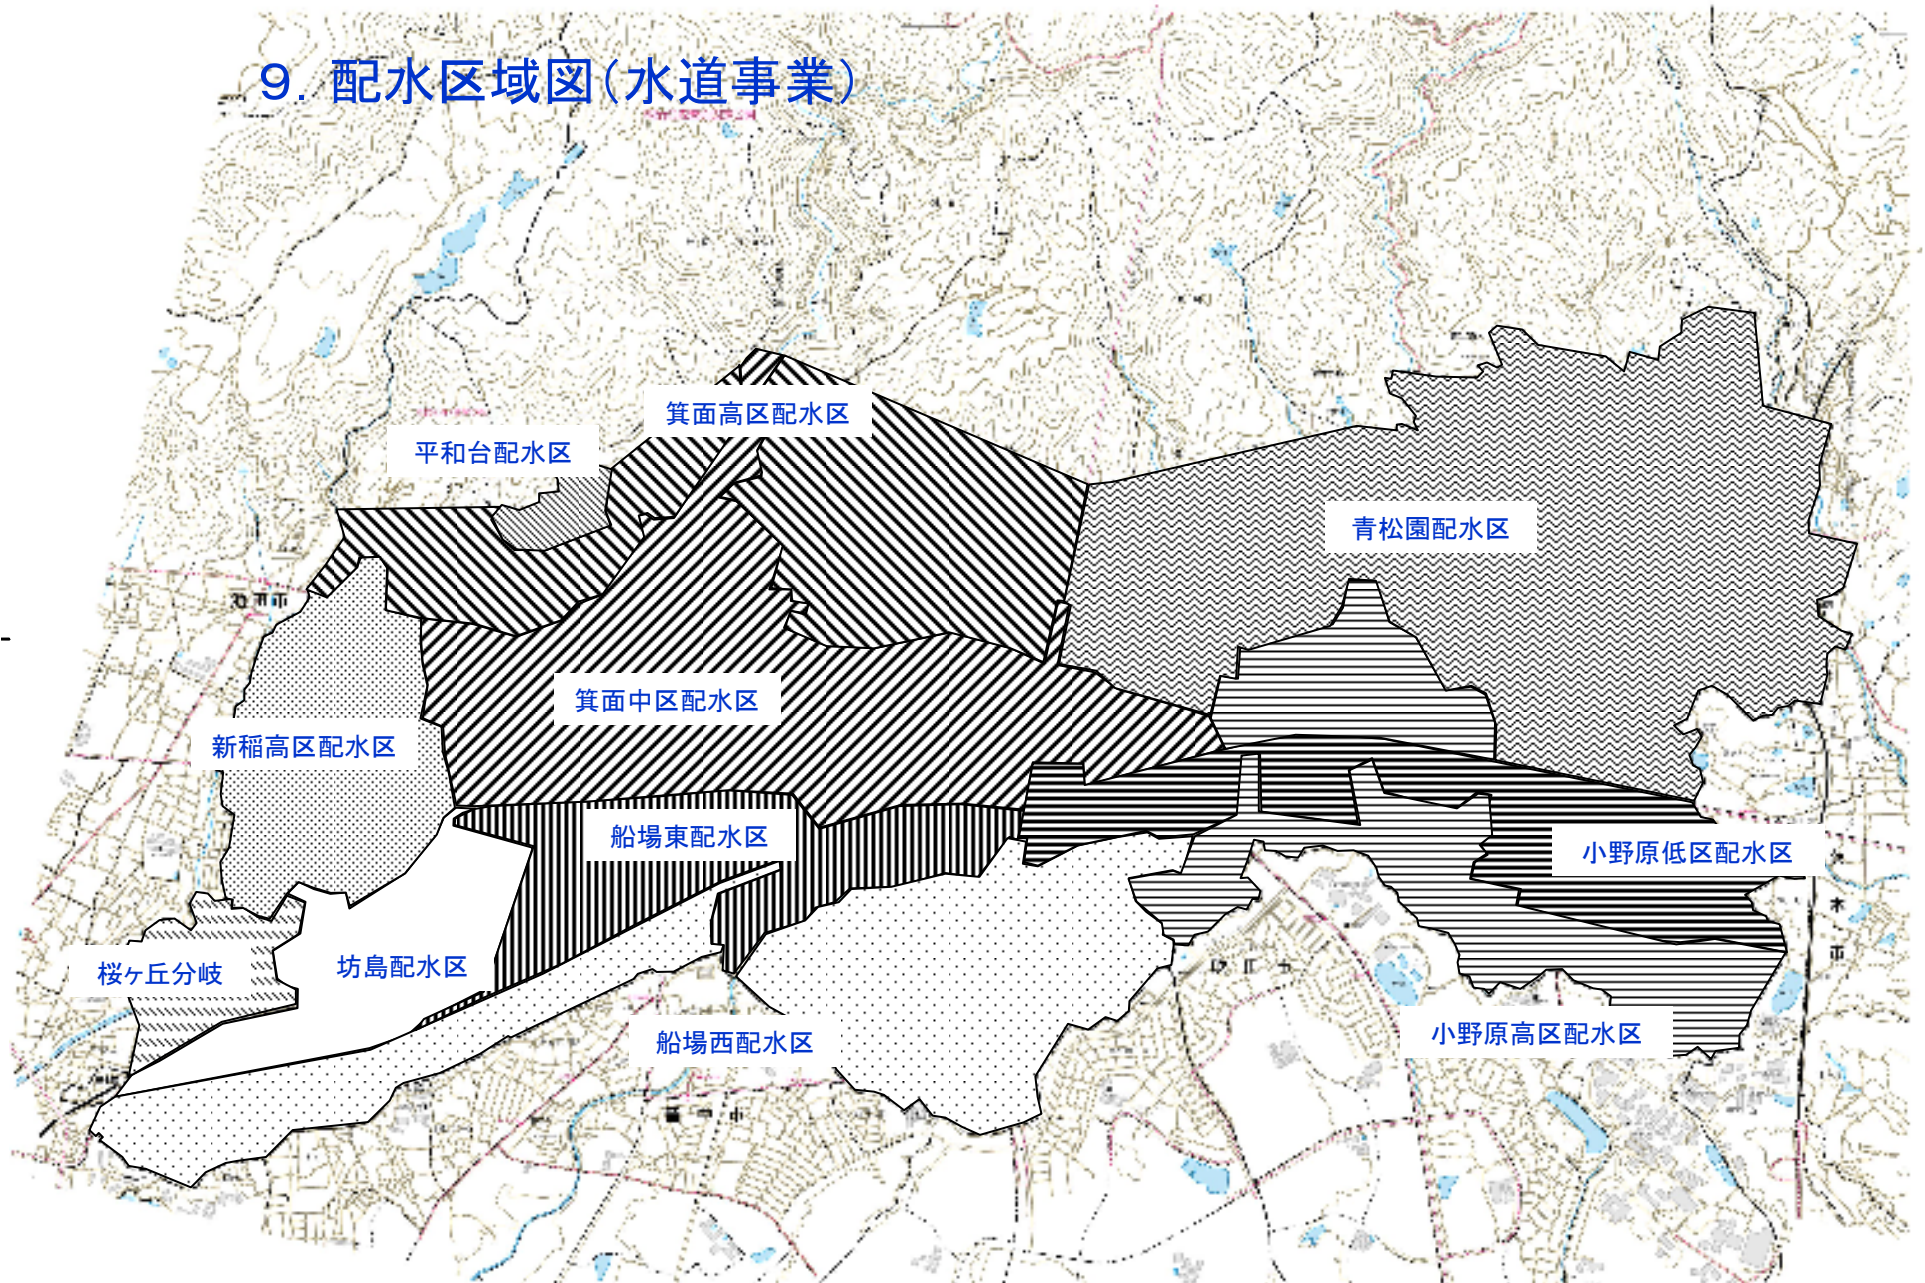 ９．配水区域図（水道事業）
箕面高区配水区
平和台配水区
青松園配水区
箕面中区配水区
新稲高区配水区
船場東配水区
小野原低区配水区
坊島配水区
桜ヶ丘分岐
小野原高区配水区
船場西配水区